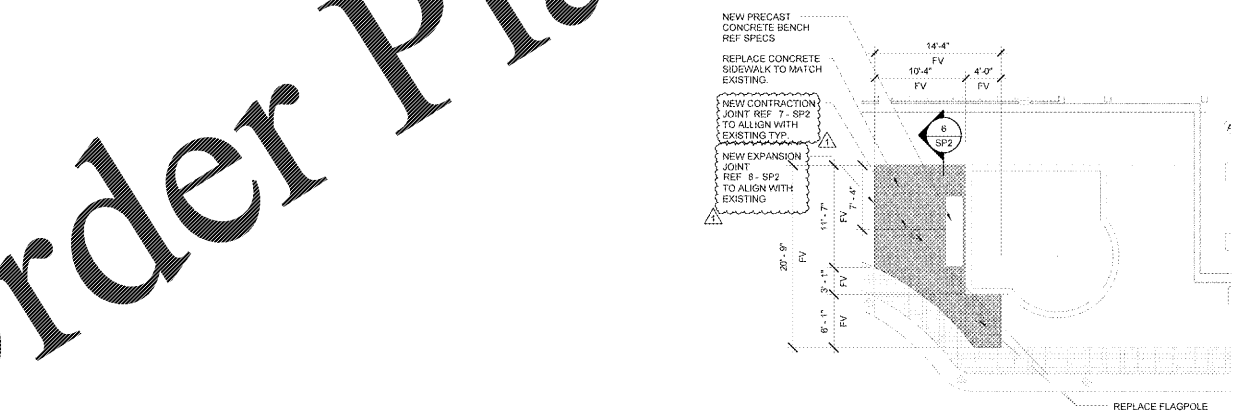 order Pla
NEW PRECAST
CONCRETE BENCH
REF SPECS
REPLACE CONCRETE
SIDEWALK TO MATCH
EXISTING.
NEW CONTRACTION
JOINT REF 7 - SP2
TO ALLIGN WITH
EXISTING TYP.
1
NEW EXPANSION
JOINT
REF 8 - SP2
TO ALIGN WITH
EXISTING
1
14'-4"
FV
10'-4"
FV
4'-0"
FV
6
SP2
7'-4"
FV
11'-7"
20'-9"
FV
3'-1"
FV
6'-1"
FV
REPLACE FLAGPOLE